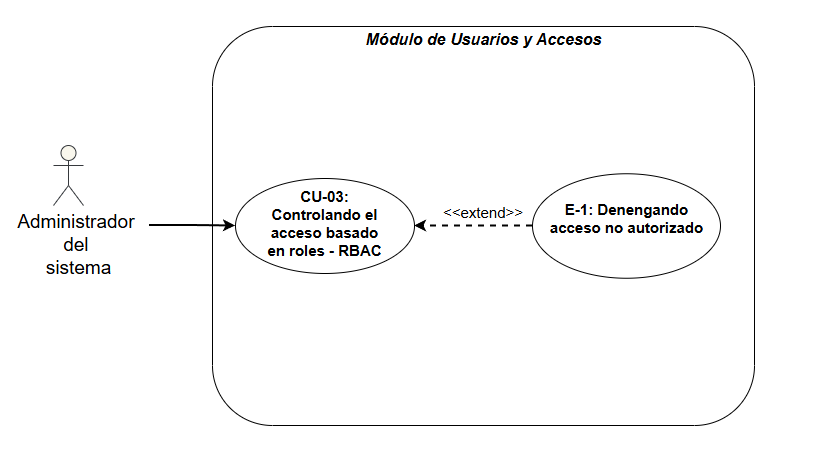 Módulo de Usuarios y Accesos
Administrador
del
sistema
CU-03:
Controlando el
acceso basado
en roles - RBAC
<<extend>>
E-1: Denengando
acceso no autorizado